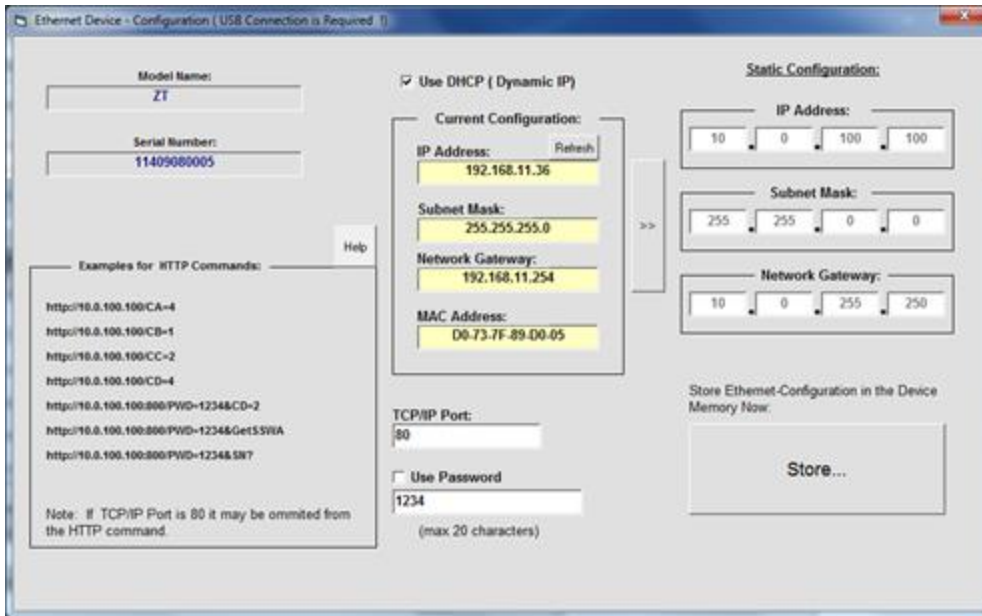 Ethernet Device - Configuration ( USB Connection is Required !)
Model Name:
ZT
Serial Number:
11409080005
Help
Examples for HTTP Commands:
http://10.0.100.100/CA=4
http://10.0.100.100/CB=1
http://10.0.100.100/CC=2
http://10.0.100.100/CD=4
http://10.0.100.100:800/PWD=1234&CD=2
http://10.0.100.100:800/PWD=1234&GetSSWA
http://10.0.100.100:800/PWD=1234&SN?
Note: If TCP/IP Port is 80 it may be ommited from
the HTTP command.
Use DHCP ( Dynamic IP)
Current Configuration:
IP Address:
Refresh
192.168.11.36
Subnet Mask:
255.255.255.0
Network Gateway:
192.168.11.254
MAC Address:
D0-73-7F-89-D0-05
>>
TCP/IP Port:
80
Use Password
1234
(max 20 characters)
Static Configuration:
IP Address:
10 . 0 . 100 . 100
Subnet Mask:
255 . 255 . 0 . 0
Network Gateway:
10 . 0 . 255 . 250
Store Ethernet-Configuration in the Device
Memory Now:
Store...